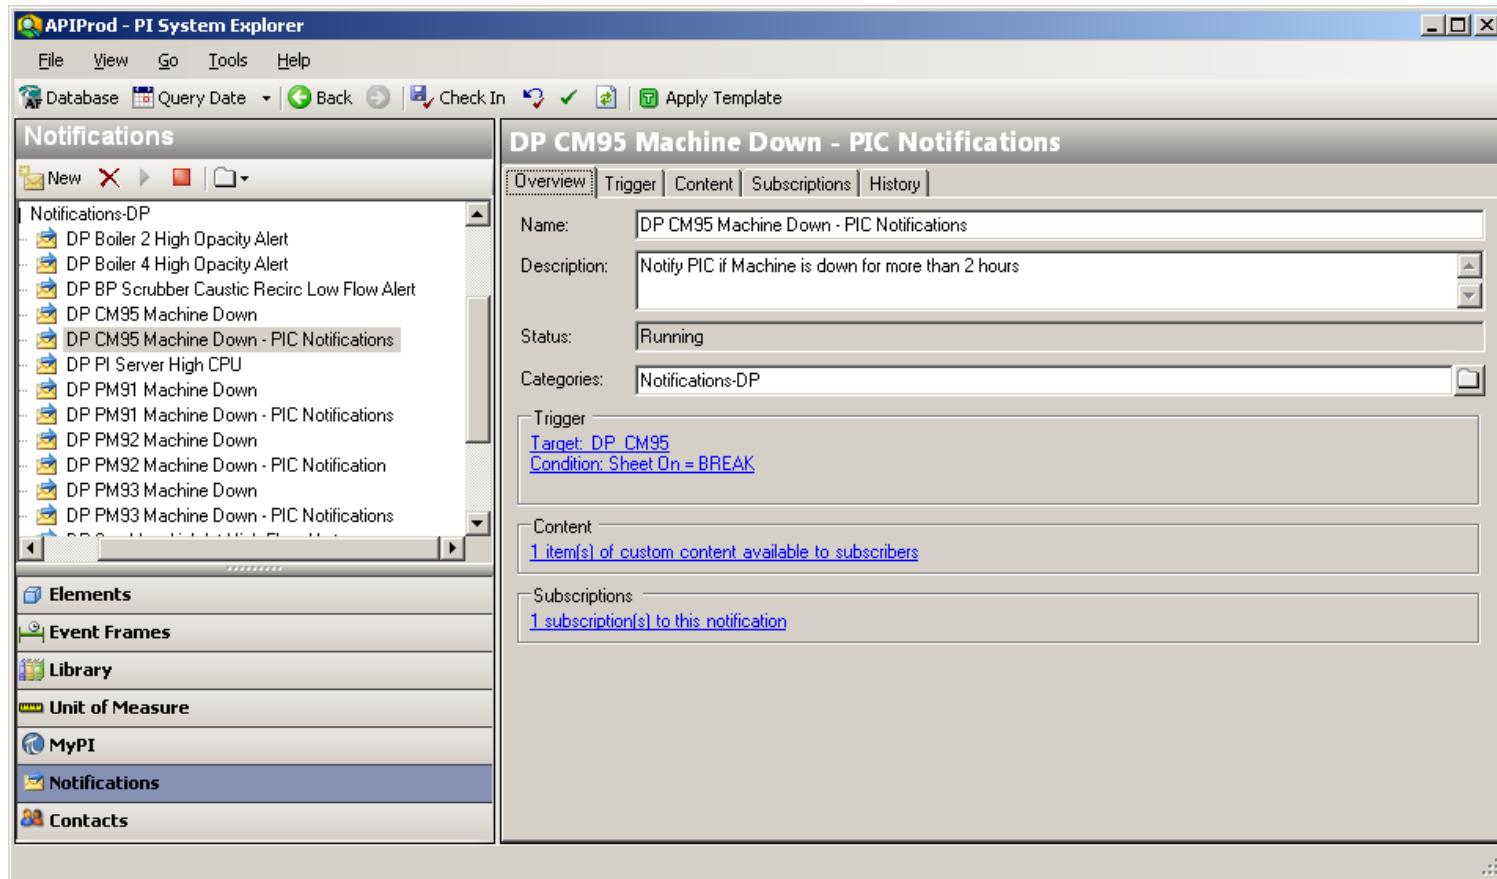 APIProd - PI System Explorer
File View Go Tools Help
Database Query Date Back Check In Apply Template
Notifications
New
Notifications-DP
DP Boiler 2 High Opacity Alert
DP Boiler 4 High Opacity Alert
DP BP Scrubber Caustic Recirc Low Flow Alert
DP CM95 Machine Down
DP CM95 Machine Down - PIC Notifications
DP PI Server High CPU
DP PM91 Machine Down
DP PM91 Machine Down - PIC Notifications
DP PM92 Machine Down
DP PM92 Machine Down - PIC Notification
DP PM93 Machine Down
DP PM93 Machine Down - PIC Notifications
Elements
Event Frames
Library
Unit of Measure
MyPI
Notifications
Contacts
DP CM95 Machine Down - PIC Notifications
Overview Trigger Content Subscriptions History
Name: DP CM95 Machine Down - PIC Notifications
Description: Notify PIC if Machine is down for more than 2 hours
Status: Running
Categories: Notifications-DP
Trigger
Target: DP_CM95
Condition: Sheet On = BREAK
Content
1 item(s) of custom content available to subscribers
Subscriptions
1 subscription(s) to this notification